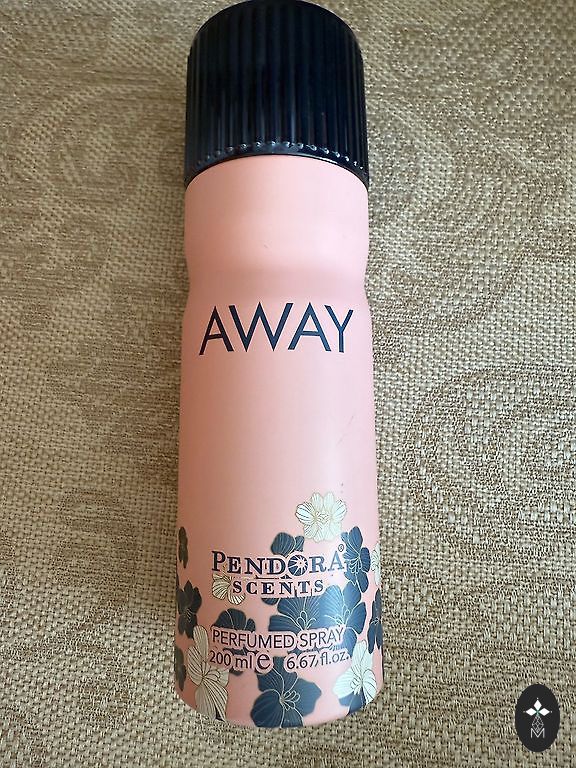 AWAY
PENDORA®
SCENTS
PERFUMED SPRAY
200 ml e 6.67 fl.oz.
M